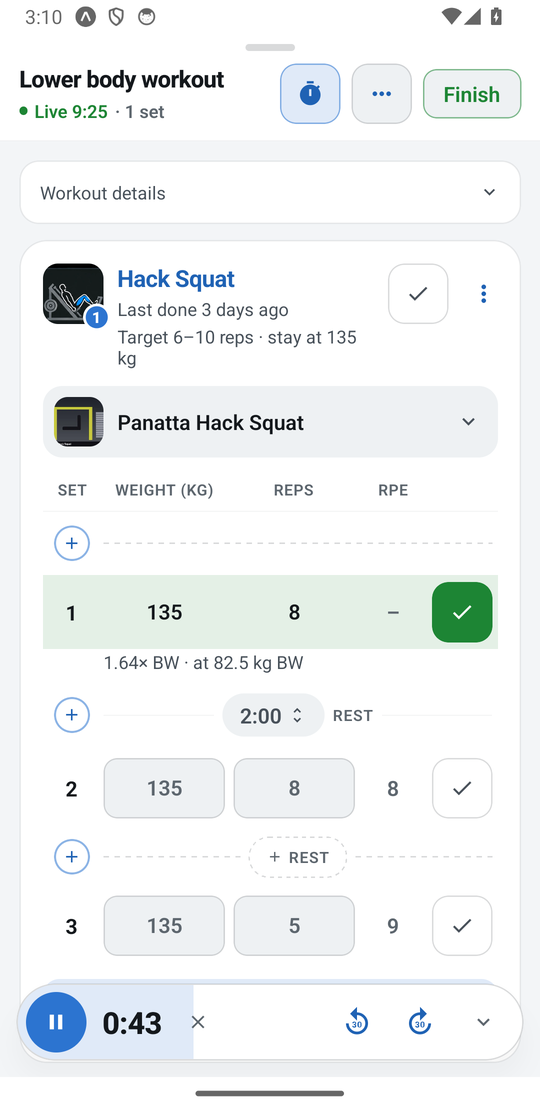 3:10
Lower body workout
Live 9:25 · 1 set
Finish
Workout details
Hack Squat
1
Last done 3 days ago
Target 6–10 reps · stay at 135
kg
Panatta Hack Squat
SET WEIGHT (KG) REPS RPE
1 135 8 –
1.64× BW · at 82.5 kg BW
2:00 REST
2 135 8 8
+ REST
3 135 5 9
0:43 30 30